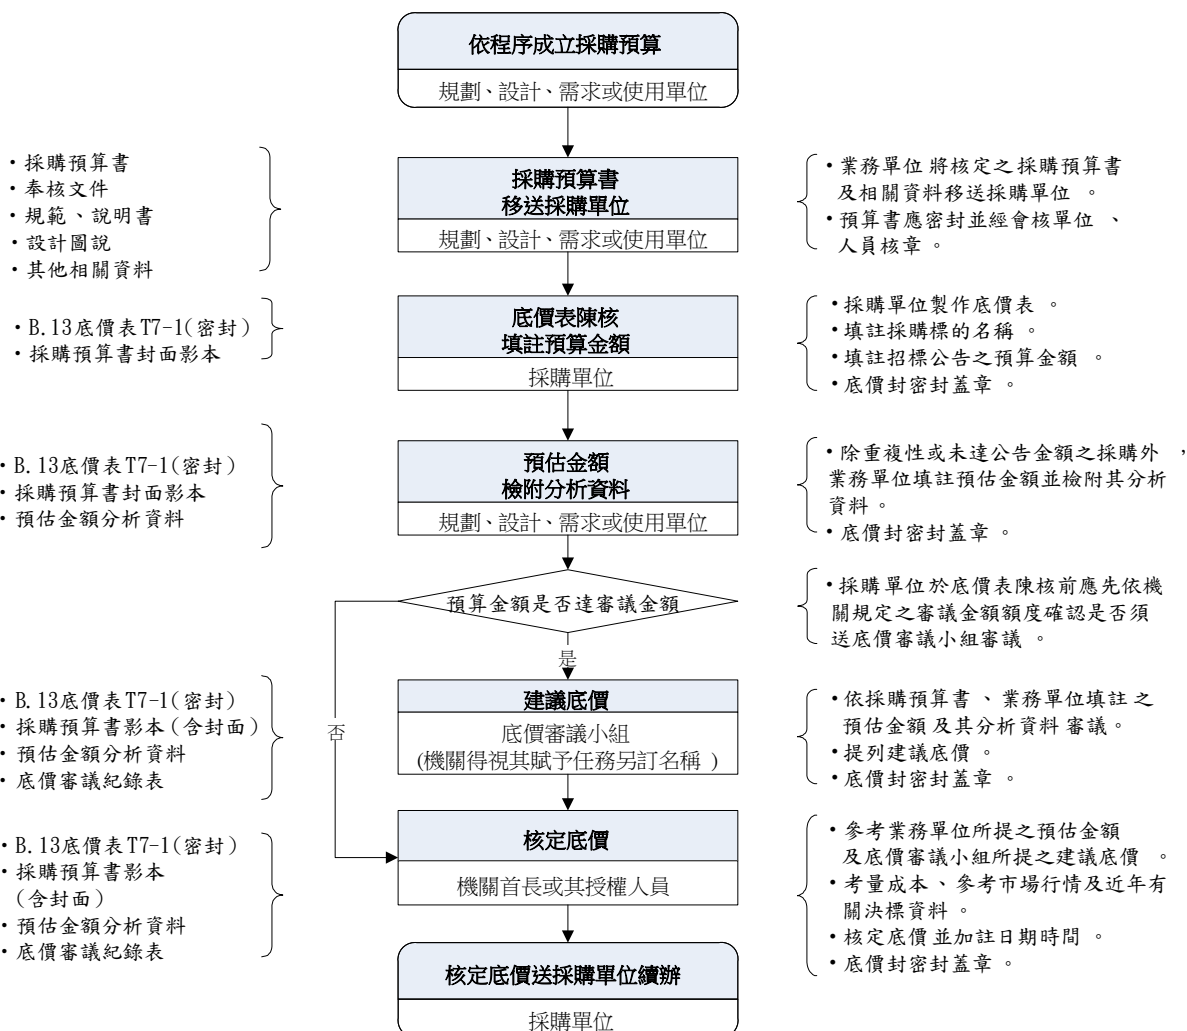 依程序成立採購預算
規劃、設計、需求或使用單位
・採購預算書
・奉核文件
・規範、說明書
・設計圖說
・其他相關資料
採購預算書
移送採購單位
規劃、設計、需求或使用單位
・業務單位 將核定之採購預算書
及相關資料移送採購單位 。
・預算書應密封並經會核單位 、
人員核章。
・B.13底價表T7-1(密封)
・採購預算書封面影本
底價表陳核
填註預算金額
採購單位
・採購單位製作底價表 。
・填註採購標的名稱。
・填註招標公告之預算金額 。
・底價封密封蓋章。
・B.13底價表T7-1(密封)
・採購預算書封面影本
・預估金額分析資料
預估金額
檢附分析資料
規劃、設計、需求或使用單位
・除重複性或未達公告金額之採購外 ,
業務單位填註預估金額並檢附其分析
資料。
・底價封密封蓋章。
預算金額是否達審議金額
・採購單位於底價表陳核前應先依機
關規定之審議金額額度確認是否須
送底價審議小組審議 。
是
否
・B.13底價表T7-1(密封)
・採購預算書影本(含封面)
・預估金額分析資料
・底價審議紀錄表
建議底價
底價審議小組
(機關得視其賦予任務另訂名稱 )
・依採購預算書 、業務單位填註之
預估金額及其分析資料審議。
・提列建議底價。
・底價封密封蓋章。
・B.13底價表T7-1(密封)
・採購預算書影本
(含封面)
・預估金額分析資料
・底價審議紀錄表
核定底價
機關首長或其授權人員
・參考業務單位所提之預估金額
及底價審議小組所提之建議底價 。
・考量成本、參考市場行情及近年有
關決標資料。
・核定底價並加註日期時間 。
・底價封密封蓋章。
核定底價送採購單位續辦
採購單位